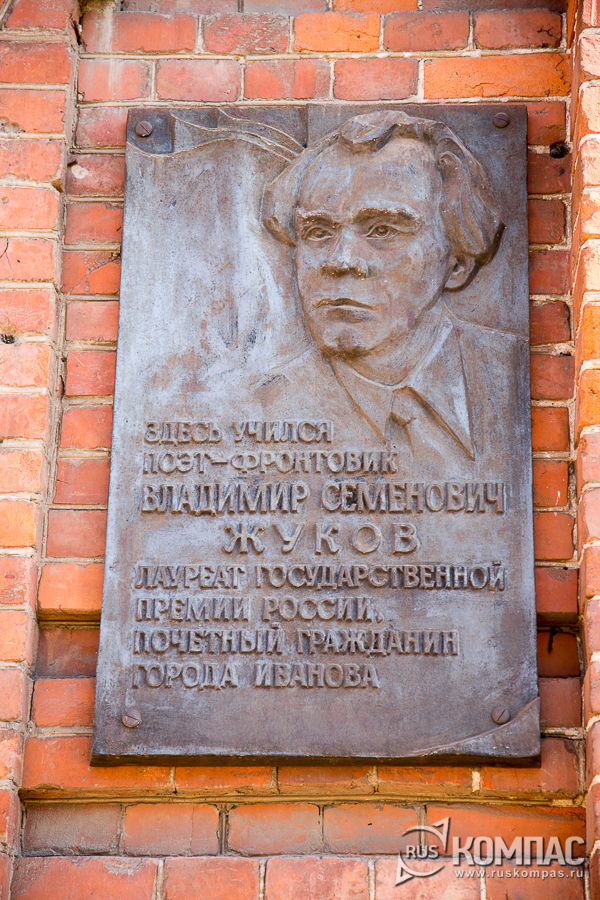 ЗДЕСЬ УЧИЛСЯ
ПОЭТ-ФРОНТОВИК
ВЛАДИМИР СЕМЕНОВИЧ
ЖУКОВ
ЛАУРЕАТ ГОСУДАРСТВЕННОЙ
ПРЕМИИ РОССИИ,
ПОЧЕТНЫЙ ГРАЖДАНИН
ГОРОДА ИВАНОВА
RUS КОМПАС
www.ruskompas.ru